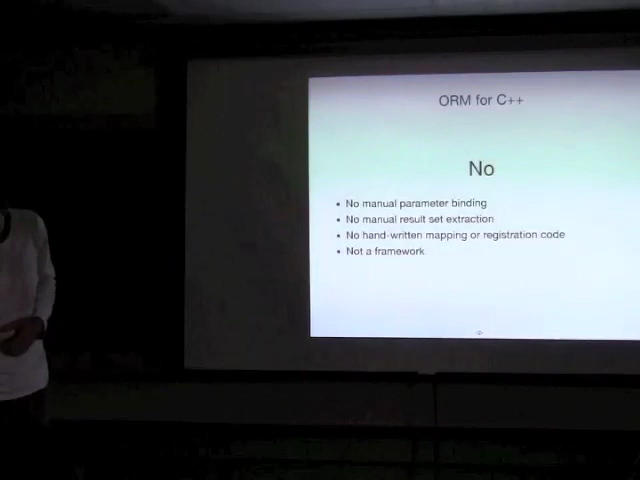 ORM for C++
No
• No manual parameter binding
• No manual result set extraction
• No hand-written mapping or registration code
• Not a framework